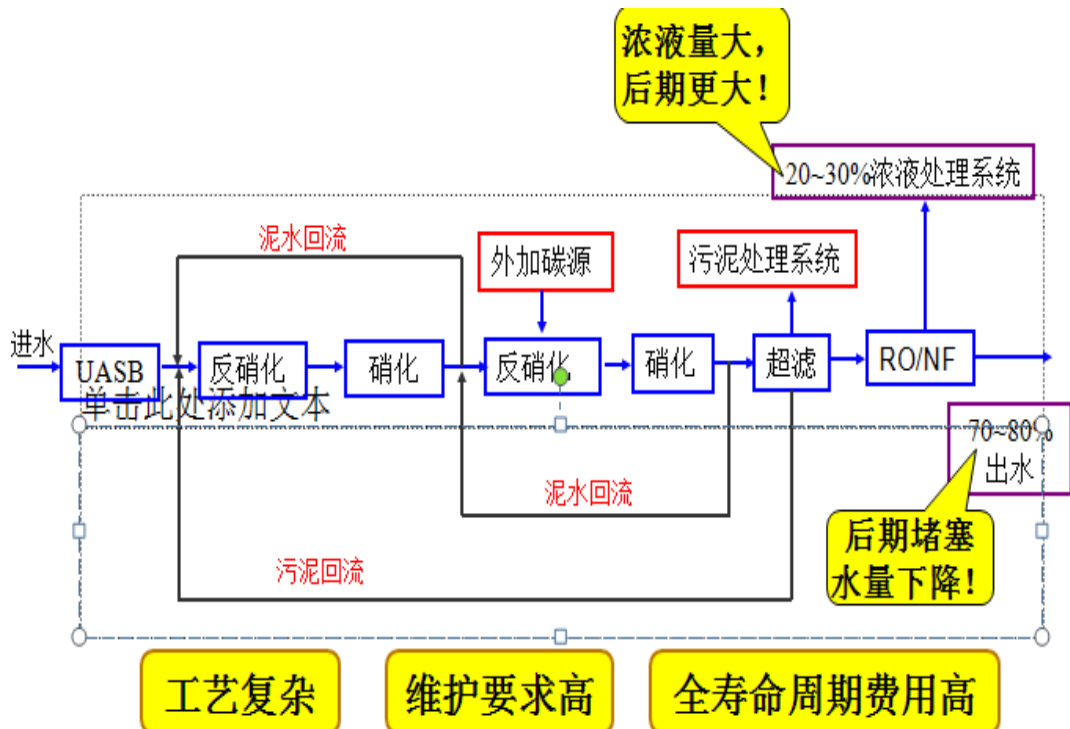 浓液量大，
后期更大！
20~30%浓液处理系统
泥水回流
外加碳源
污泥处理系统
进水
UASB
反硝化
硝化
反硝化
硝化
超滤
RO/NF
单击此处添加文本
70~80%
出水
泥水回流
后期堵塞
水量下降！
污泥回流
工艺复杂
维护要求高
全寿命周期费用高